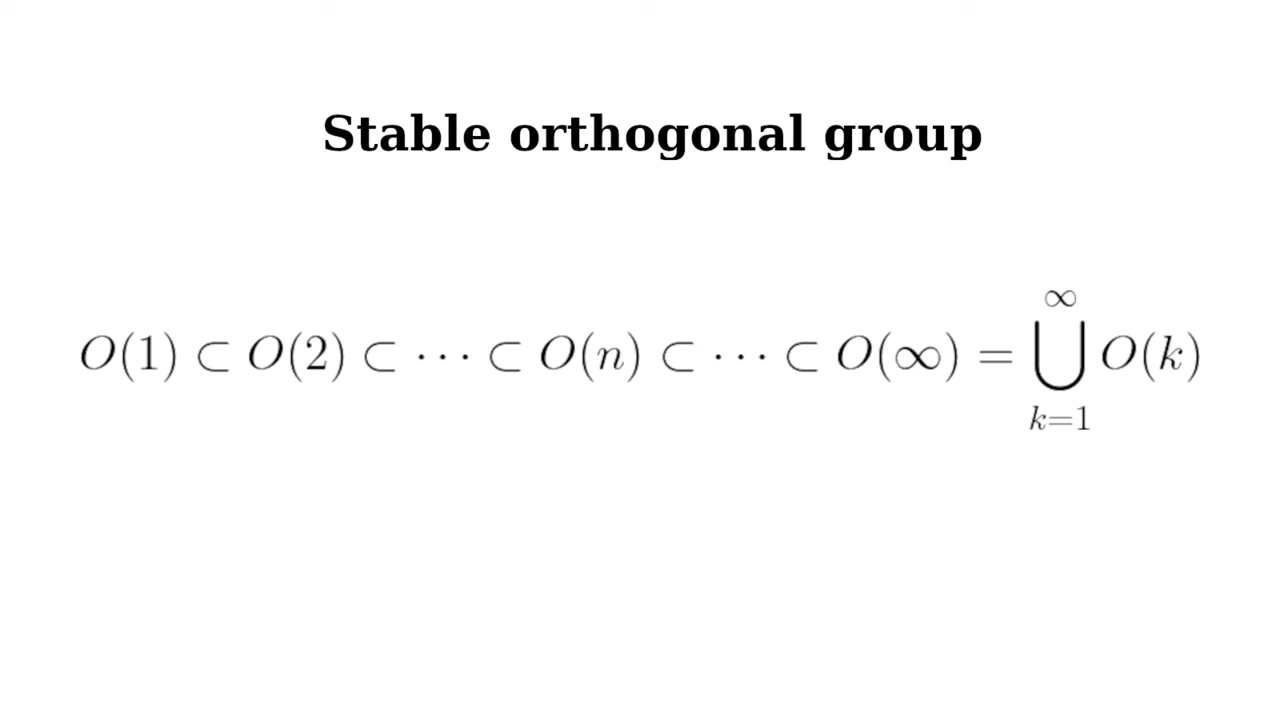 Stable orthogonal group
O(1) ⊂ O(2) ⊂ ··· ⊂ O(n) ⊂ ··· ⊂ O(∞) = ⋃_{k=1}^{∞} O(k)